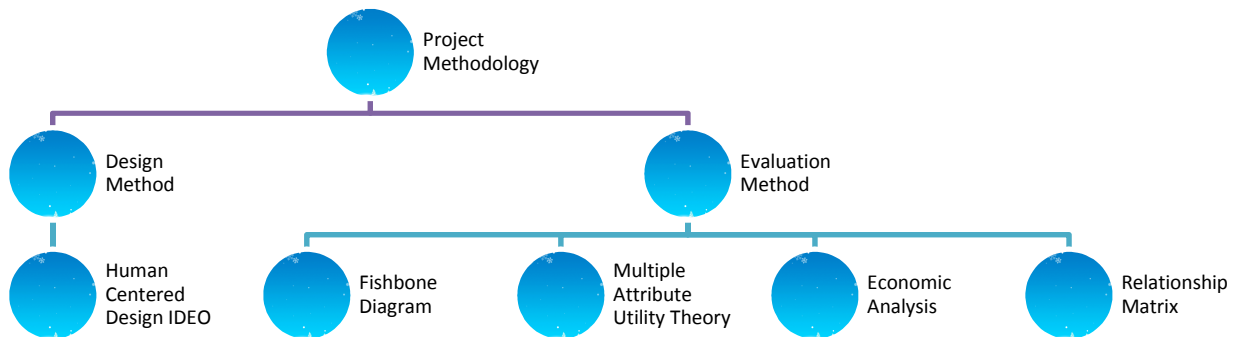 Project
Methodology
Design
Method
Evaluation
Method
Human
Centered
Design IDEO
Fishbone
Diagram
Multiple
Attribute
Utility Theory
Economic
Analysis
Relationship
Matrix